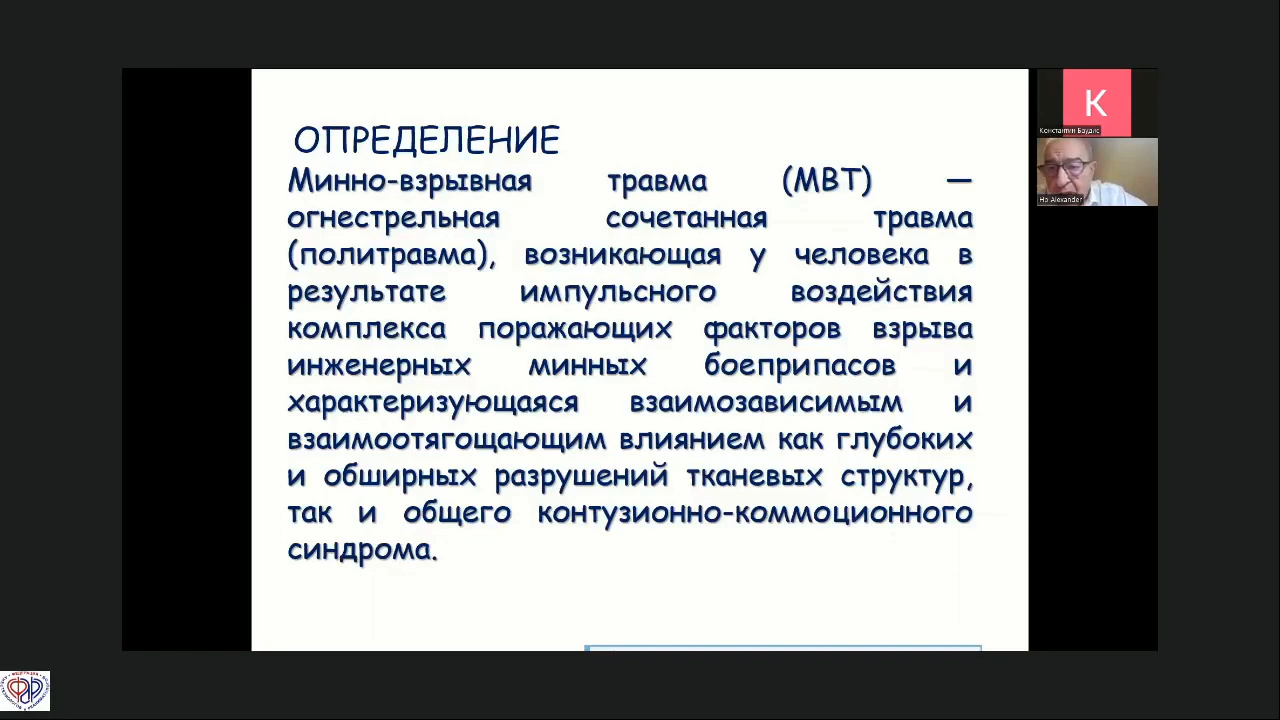 ОПРЕДЕЛЕНИЕ
Минно-взрывная травма (МВТ) —
огнестрельная сочетанная травма
(политравма), возникающая у человека в
результате импульсного воздействия
комплекса поражающих факторов взрыва
инженерных минных боеприпасов и
характеризующаяся взаимозависимым и
взаимоотягощающим влиянием как глубоких
и обширных разрушений тканевых структур,
так и общего контузионно-коммоционного
синдрома.
К
Константин Баудис
Ho Alexander